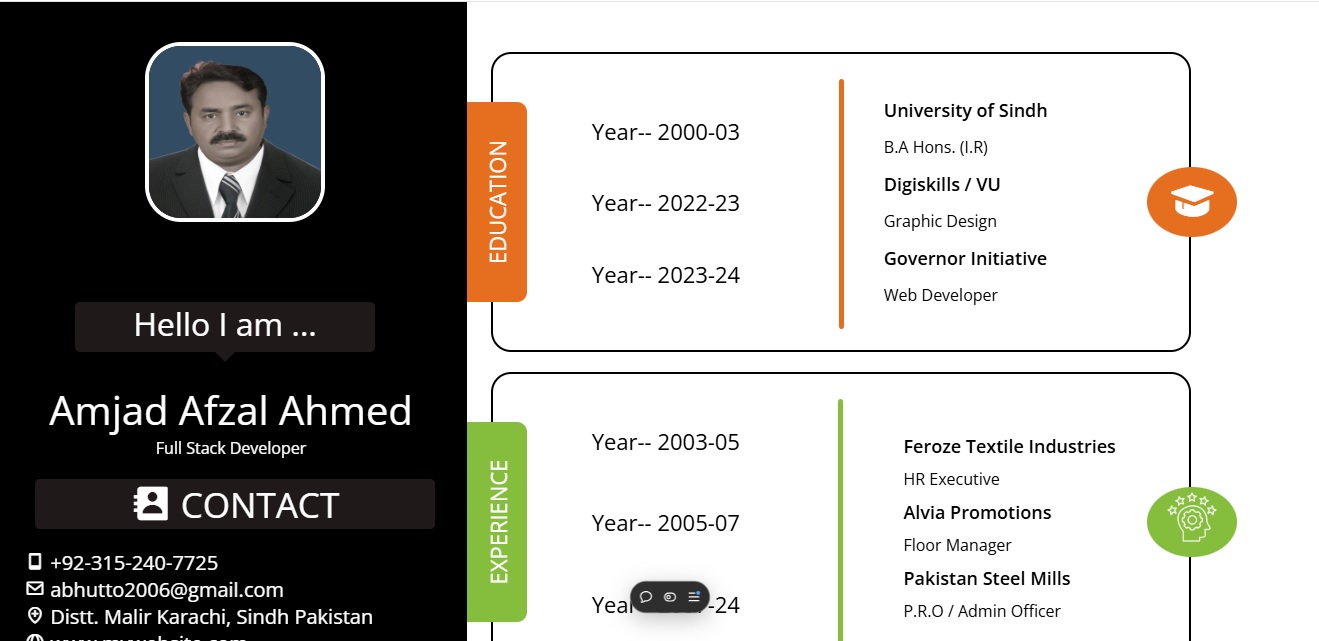 Hello I am ...
Amjad Afzal Ahmed
Full Stack Developer
CONTACT
+92-315-240-7725
abhutto2006@gmail.com
Distt. Malir Karachi, Sindh Pakistan
EDUCATION
Year-- 2000-03
Year-- 2022-23
Year-- 2023-24
University of Sindh
B.A Hons. (I.R)
Digiskills / VU
Graphic Design
Governor Initiative
Web Developer
EXPERIENCE
Year-- 2003-05
Year-- 2005-07
-24
Feroze Textile Industries
HR Executive
Alvia Promotions
Floor Manager
Pakistan Steel Mills
P.R.O / Admin Officer